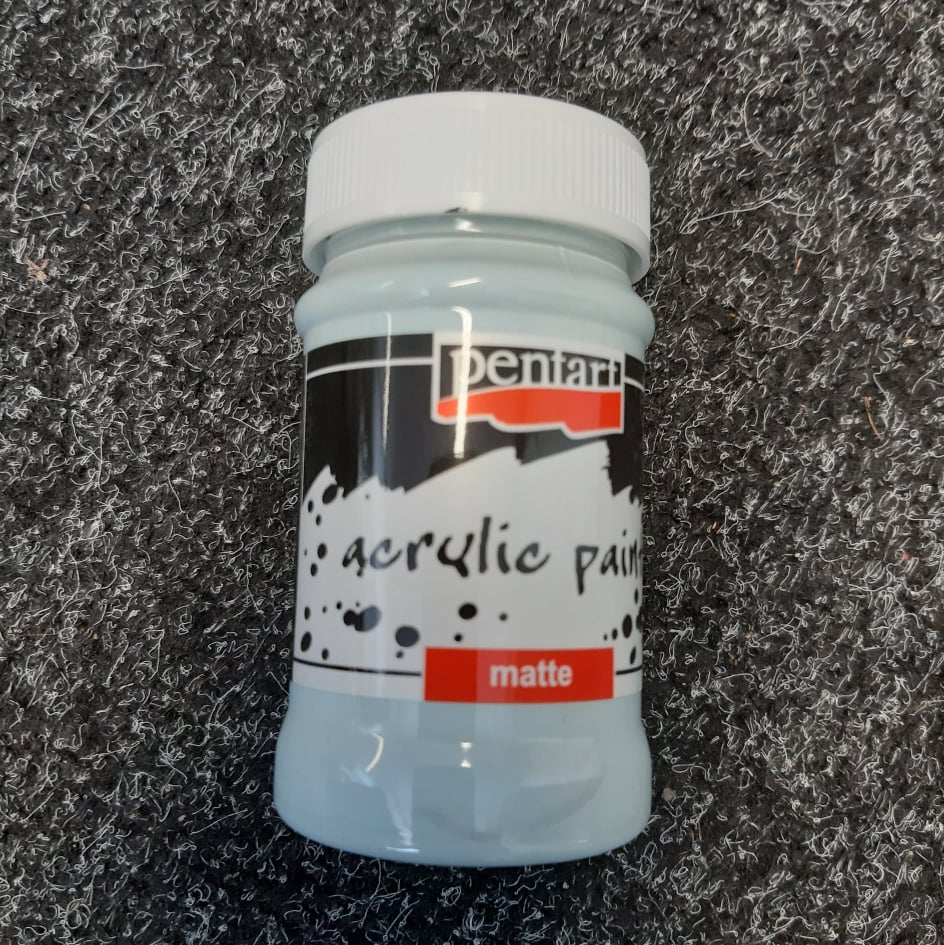 pentart
acrylic pain
matte